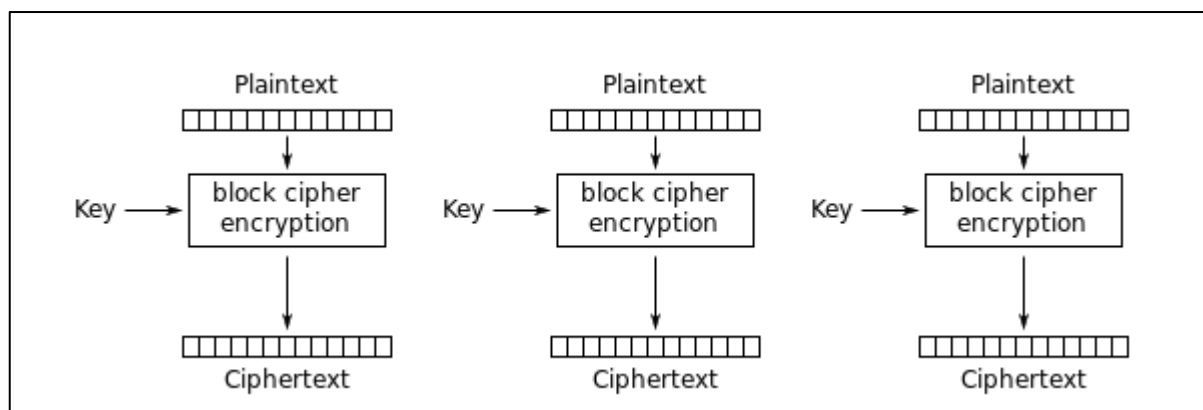 Plaintext Plaintext Plaintext
Key block cipher encryption Key block cipher encryption Key block cipher encryption
Ciphertext Ciphertext Ciphertext